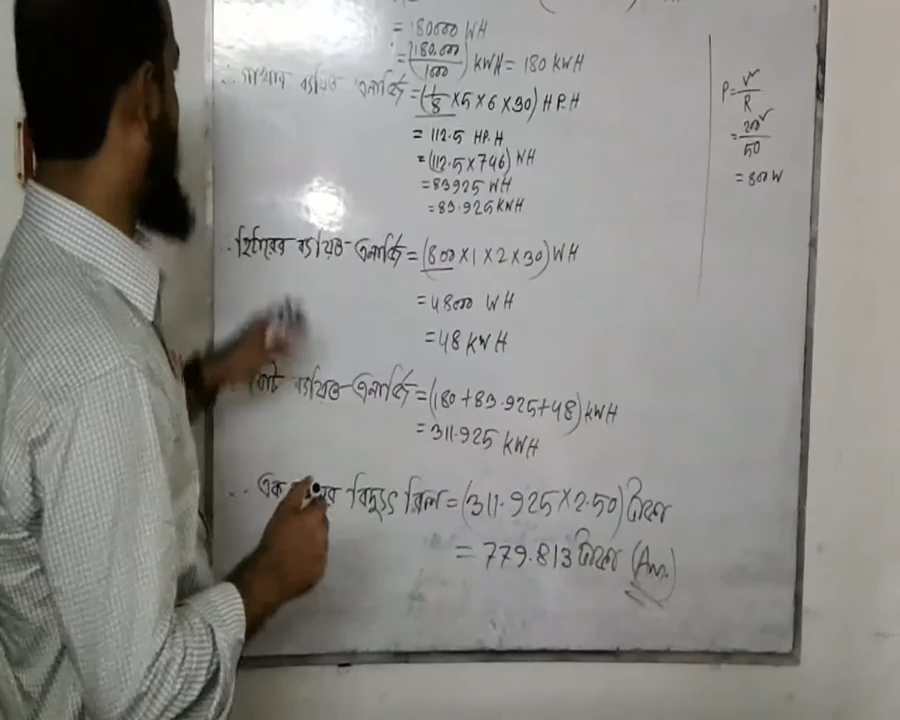 = 180000 WH
= (180.000/1000) KWH = 180 KWH
∴ পাখার ব্যয়িত এনার্জি = (1/8 × 5 × 6 × 30) H.P.H
= 112.5 HP.H
= (112.5 × 746) WH
= 83925 WH
= 83.925 KWH
∴ হিটারের ব্যয়িত এনার্জি = (800 × 1 × 2 × 30) WH
= 48000 WH
= 48 KWH
ব্যয়িত এনার্জি = (180 + 83.925 + 48) KWH
= 311.925 KWH
∴ এক বিদ্যুৎ বিল = (311.925 × 2.50) টাকা
= 779.813 টাকা (Ans.)
P = V²/R
= 200²/50
= 800 W